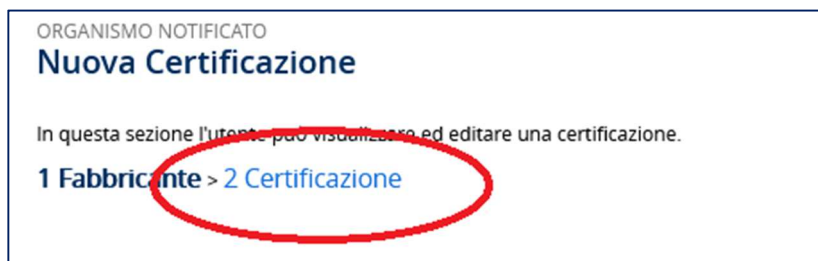 ORGANISMO NOTIFICATO
Nuova Certificazione
In questa sezione l'utente può visualizzare ed editare una certificazione.
1 Fabbricante > 2 Certificazione